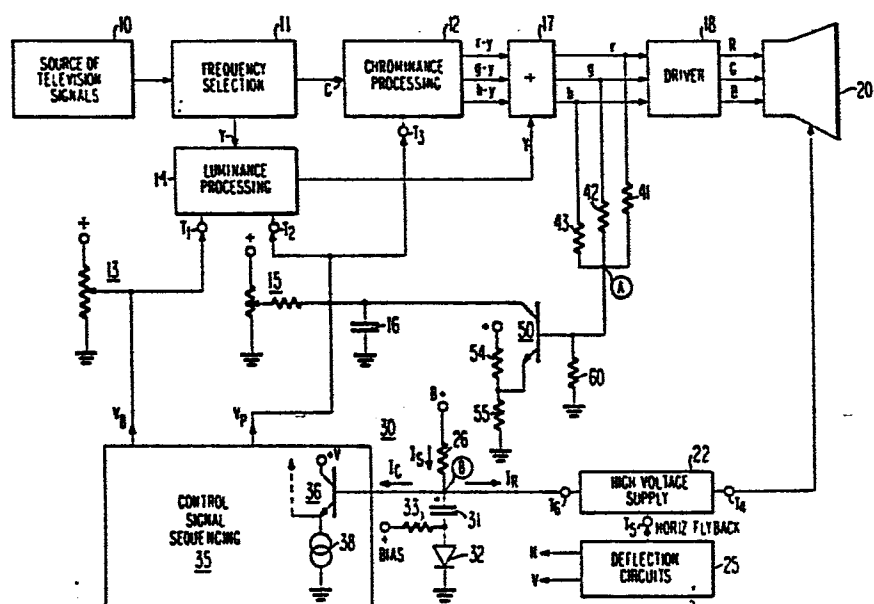 10
11
12
17
18
SOURCE OF
TELEVISION
SIGNALS
FREQUENCY
SELECTION
C
CHROMINANCE
PROCESSING
r-y
g-y
b-y
+
r
g
b
DRIVER
R
G
B
20
Y
T3
Y
14
LUMINANCE
PROCESSING
T1
T2
43
42
41
+
13
+
15
A
16
+
50
54
60
55
B+
VB
VP
30
26
IS
B
22
+V
IC
IR
HIGH VOLTAGE
SUPPLY
36
T6
T4
CONTROL
SIGNAL
SEQUENCING
35
33
+
31
T5
HORIZ FLYBACK
38
+
BIAS
32
H
V
DEFLECTION
CIRCUITS
25